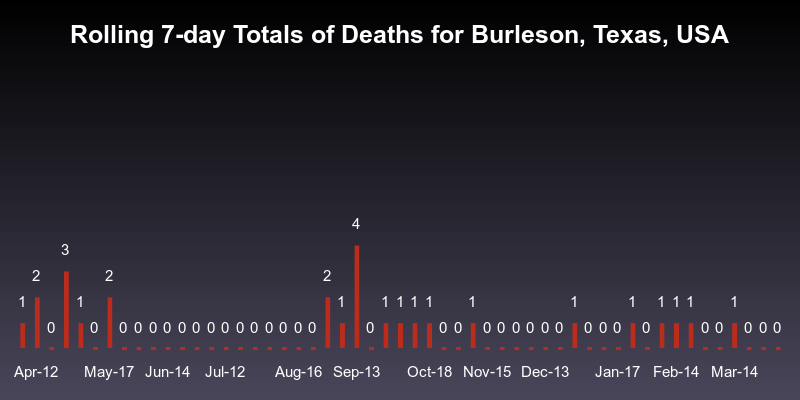 Rolling 7-day Totals of Deaths for Burleson, Texas, USA
4
3
2 2 2
1 1 1 1 1 1 1 1 1 1 1 1 1 1
0 0 0 0 0 0 0 0 0 0 0 0 0 0 0 0 0 0 0 0 0 0 0 0 0 0 0 0 0 0 0 0 0 0
Apr-12 May-17 Jun-14 Jul-12 Aug-16 Sep-13 Oct-18 Nov-15 Dec-13 Jan-17 Feb-14 Mar-14